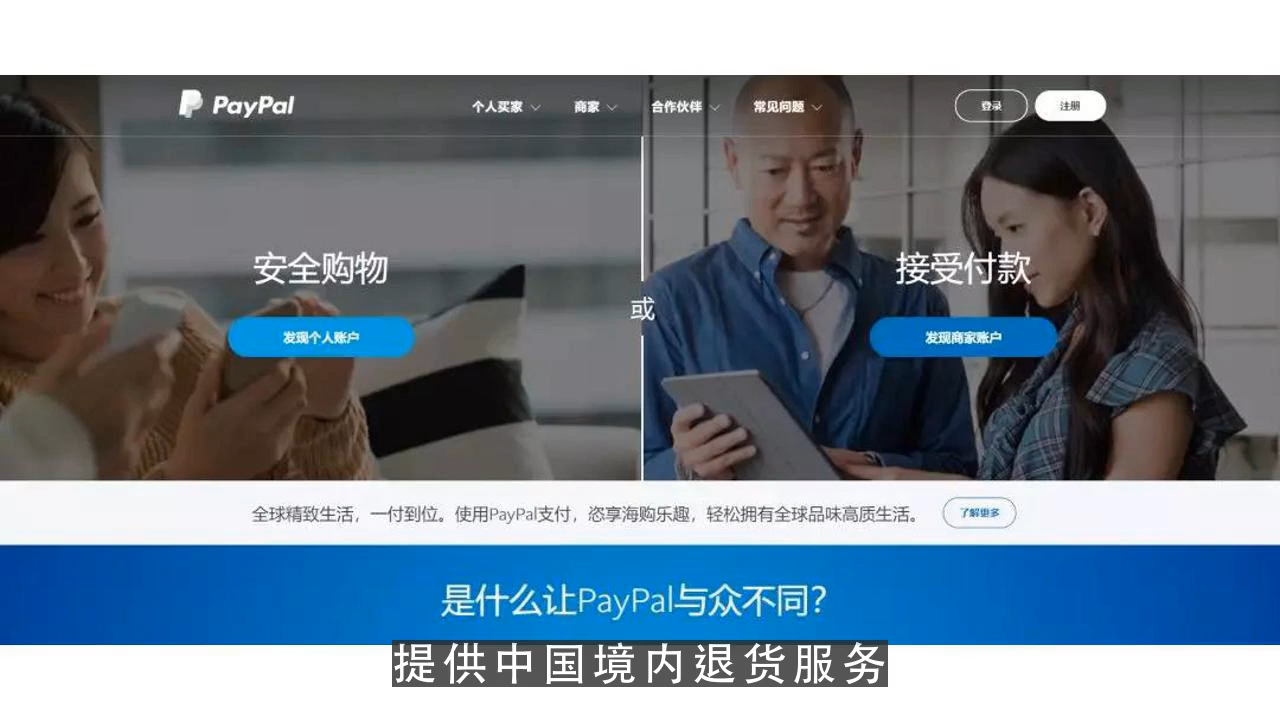 PayPal
个人买家
商家
合作伙伴
常见问题
登录
注册
安全购物
发现个人账户
或
接受付款
发现商家账户
全球精致生活，一付到位。使用PayPal支付，恣享海购乐趣，轻松拥有全球品味高质生活。
了解更多
是什么让PayPal与众不同？
提供中国境内退货服务